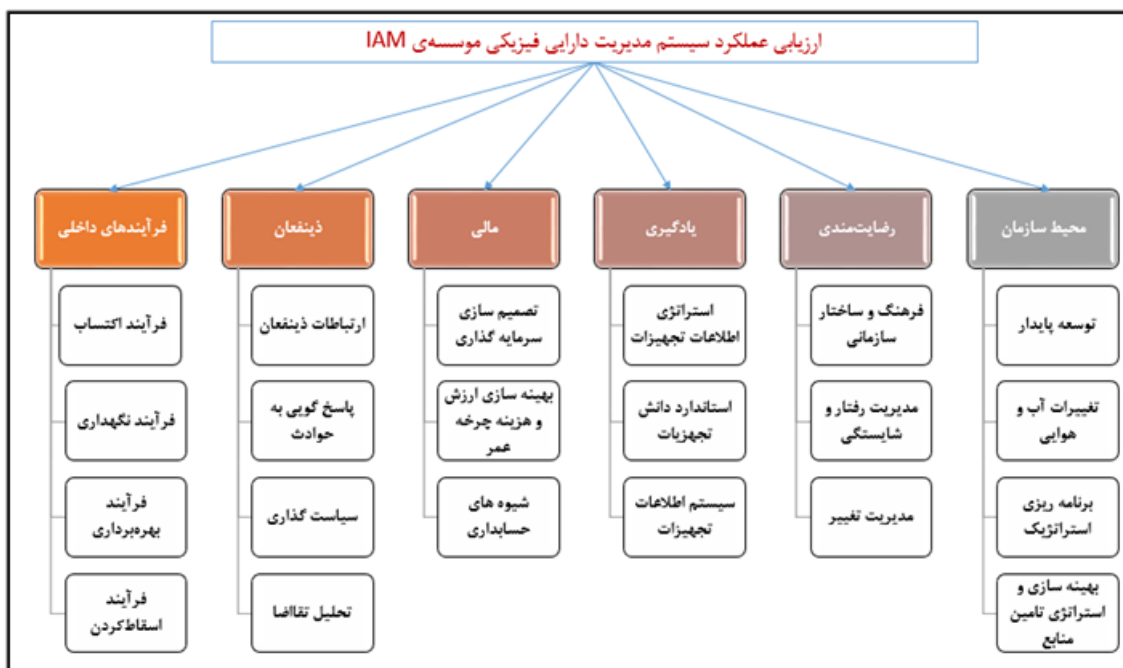 ارزیابی عملکرد سیستم مدیریت دارایی فیزیکی موسسه‌ی IAM
محیط سازمان
توسعه پایدار
تغییرات آب و
هوایی
برنامه ریزی
استراتژیک
بهینه سازی و
استراتژی تامین
منابع
رضایت‌مندی
فرهنگ و ساختار
سازمانی
مدیریت رفتار و
شایستگی
مدیریت تغییر
یادگیری
استراتژی
اطلاعات تجهیزات
استاندارد دانش
تجهزیات
سیستم اطلاعات
تجهیزات
مالی
تصمیم سازی
سرمایه گذاری
بهینه سازی ارزش
و هزینه چرخه
عمر
شیوه های
حسابداری
ذینفعان
ارتباطات ذینفعان
پاسخ گویی به
حوادث
سیاست گذاری
تحلیل تقااضا
فرآیندهای داخلی
فرآیند اکتساب
فرآیند نگهداری
فرآیند
بهره‌برداری
فرآیند
اسقاط‌کردن